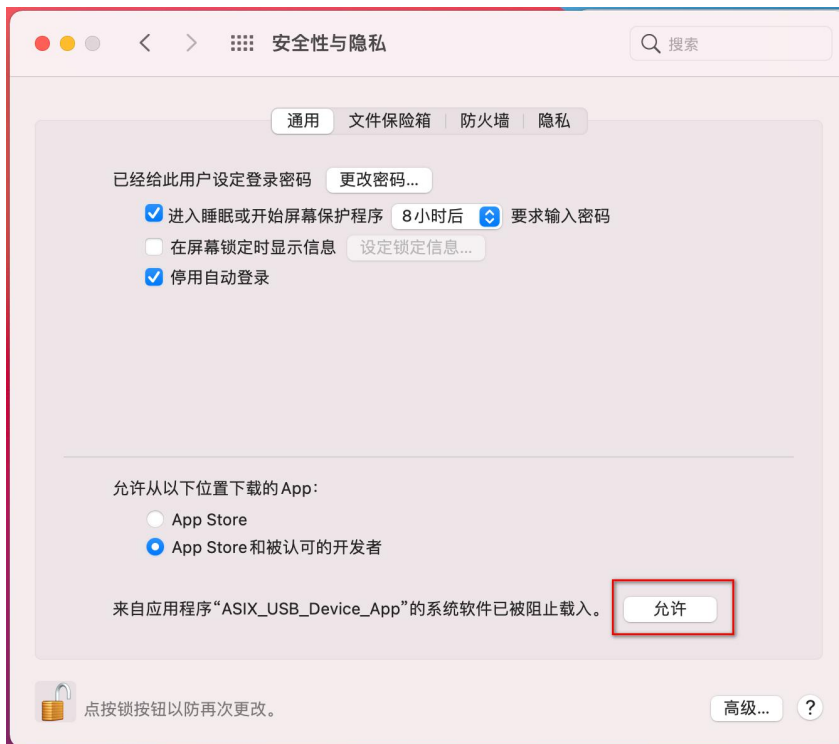 安全性与隐私
搜索
通用 文件保险箱 防火墙 隐私
已经给此用户设定登录密码 更改密码...
进入睡眠或开始屏幕保护程序 8小时后 要求输入密码
在屏幕锁定时显示信息 设定锁定信息...
停用自动登录
允许从以下位置下载的App：
App Store
App Store和被认可的开发者
来自应用程序“ASIX_USB_Device_App”的系统软件已被阻止载入。 允许
点按锁按钮以防再次更改。 高级... ?